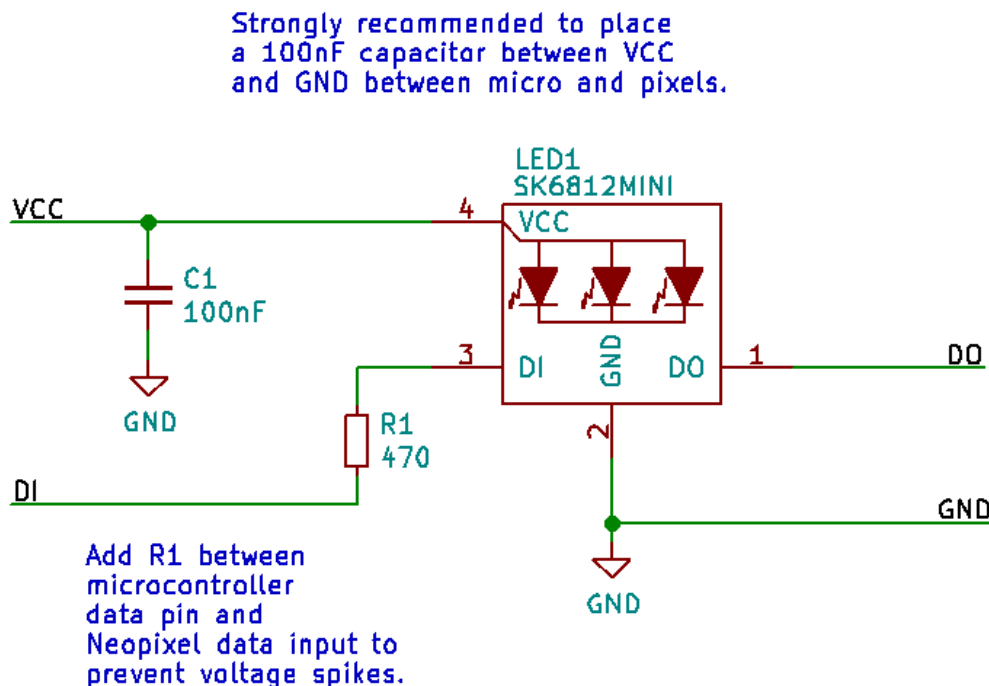 Strongly recommended to place
a 100nF capacitor between VCC
and GND between micro and pixels.
LED1
SK6812MINI
VCC
4
VCC
C1
100nF
GND
3
DI
GND
DO
1
DO
R1
470
2
DI
GND
GND
Add R1 between
microcontroller
data pin and
Neopixel data input to
prevent voltage spikes.